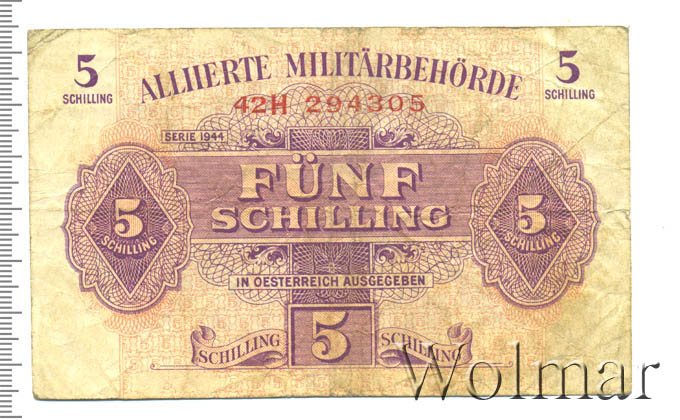 5 SCHILLING
ALLIIERTE MILITÄRBEHÖRDE
5 SCHILLING
42H 294305
SERIE 1944
FÜNF
SCHILLING
5 SCHILLING
5 SCHILLING
IN OESTERREICH AUSGEGEBEN
SCHILLING 5 SCHILLING
Wolmar